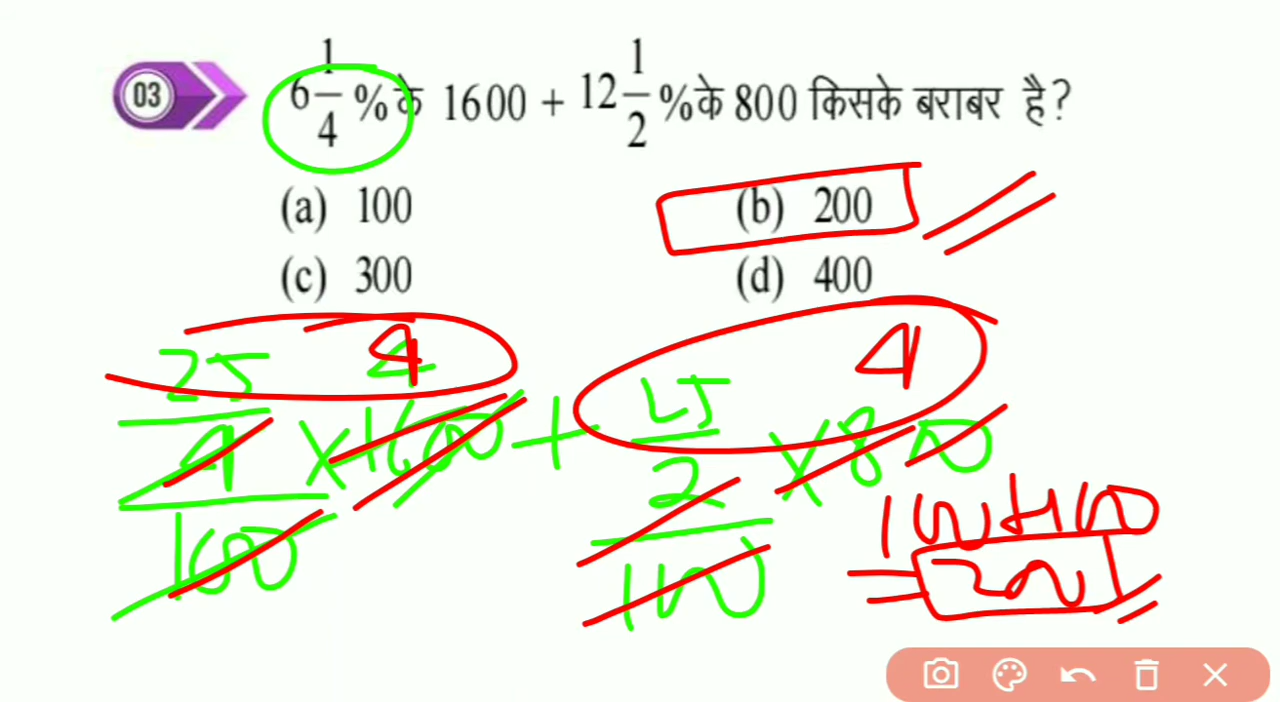 03 6 1/4 % के 1600 + 12 1/2 % के 800 किसके बराबर है?
(a) 100 (b) 200
(c) 300 (d) 400
25 4 25 4
4 × 1600 + 2 × 800
100 100
100+100
= 200